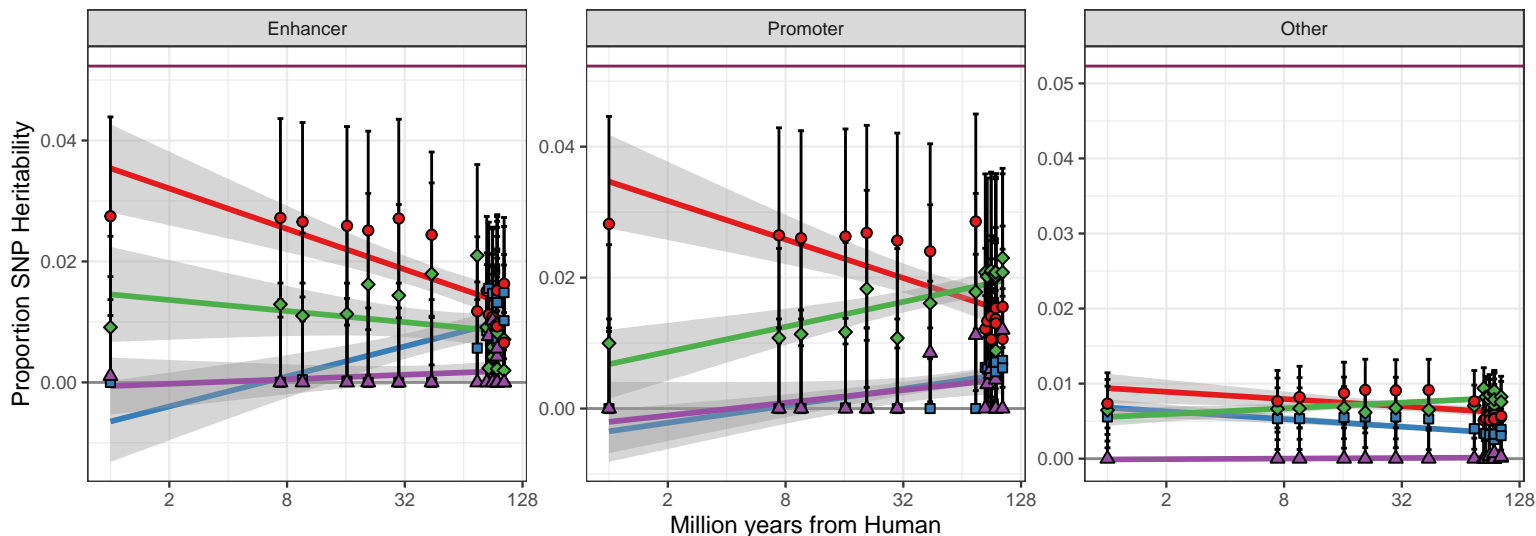 Enhancer
Promoter
Other
Proportion SNP Heritability
0.04
0.02
0.00
0.04
0.02
0.00
0.05
0.04
0.03
0.02
0.01
0.00
2 8 32 128
2 8 32 128
2 8 32 128
Million years from Human